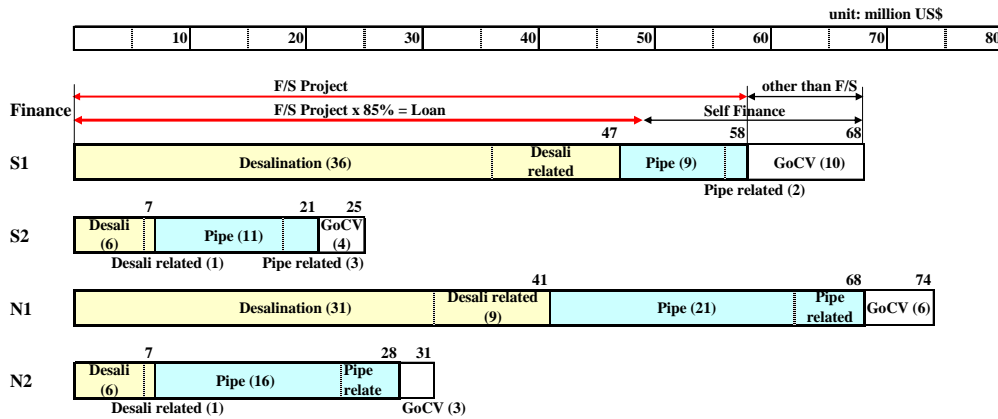 unit: million US$
10 20 30 40 50 60 70 80
F/S Project
other than F/S
Finance
F/S Project x 85% = Loan
Self Finance
47 58 68
S1
Desalination (36)
Desali
related
Pipe (9)
GoCV (10)
Pipe related (2)
7 21 25
S2
Desali
(6)
Pipe (11)
GoCV
(4)
Desali related (1)
Pipe related (3)
41 68 74
N1
Desalination (31)
Desali related
(9)
Pipe (21)
Pipe
related
GoCV (6)
7 28 31
N2
Desali
(6)
Pipe (16)
Pipe
relate
Desali related (1)
GoCV (3)